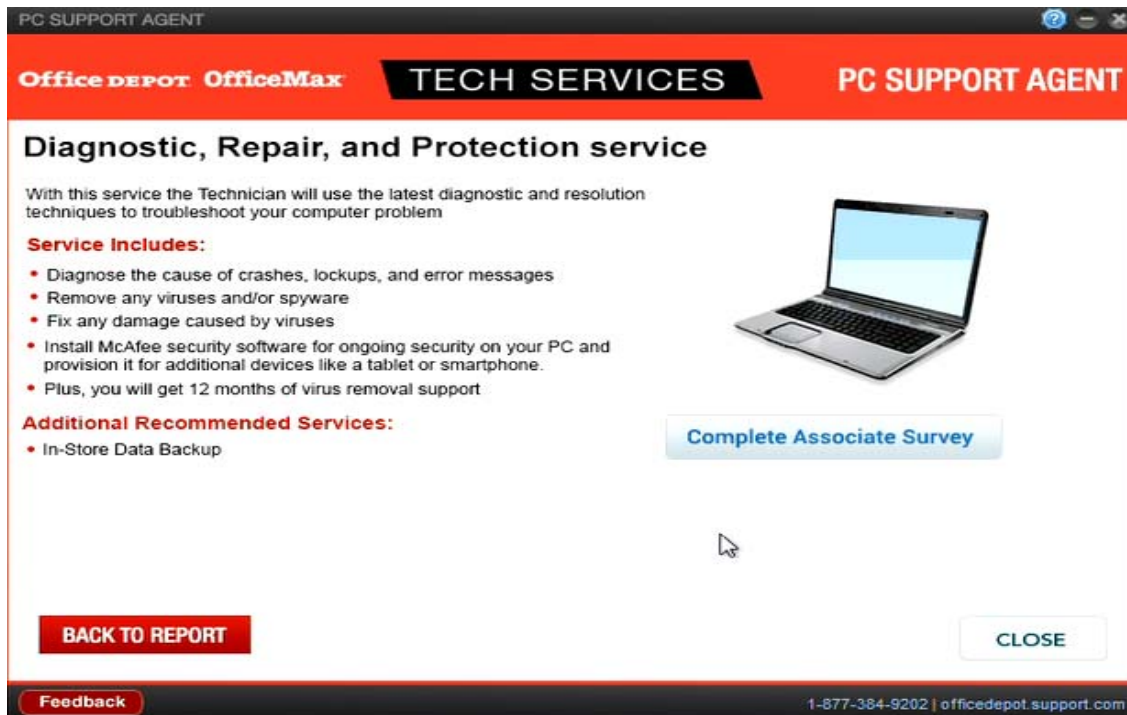 PC SUPPORT AGENT
Office DEPOT OfficeMax TECH SERVICES PC SUPPORT AGENT
Diagnostic, Repair, and Protection service
With this service the Technician will use the latest diagnostic and resolution
techniques to troubleshoot your computer problem
Service Includes:
• Diagnose the cause of crashes, lockups, and error messages
• Remove any viruses and/or spyware
• Fix any damage caused by viruses
• Install McAfee security software for ongoing security on your PC and
provision it for additional devices like a tablet or smartphone.
• Plus, you will get 12 months of virus removal support
Additional Recommended Services:
• In-Store Data Backup
Complete Associate Survey
BACK TO REPORT
CLOSE
Feedback
1-877-384-9202 | officedepot.support.com